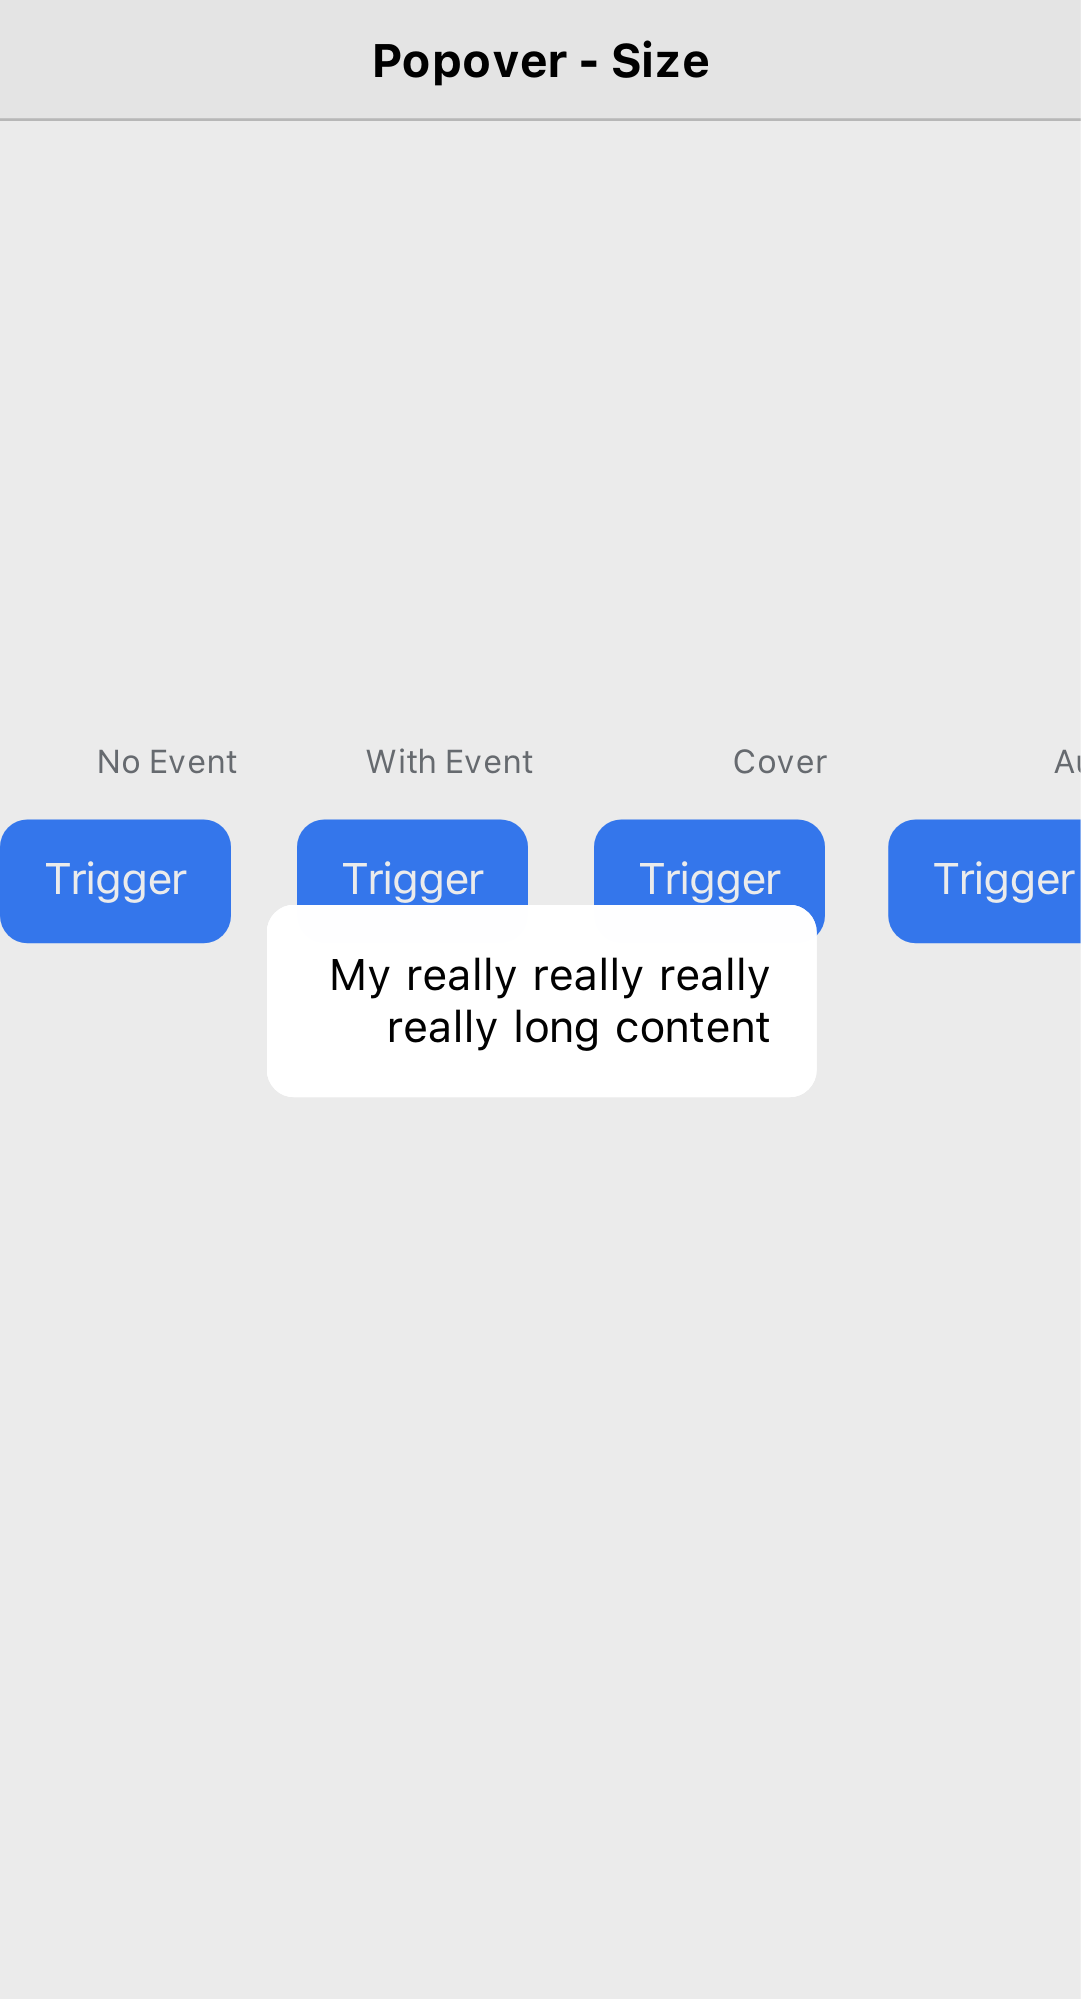 Popover - Size
No Event
With Event
Cover
Au
Trigger
Trigger
Trigger
Trigger
My really really really
really long content